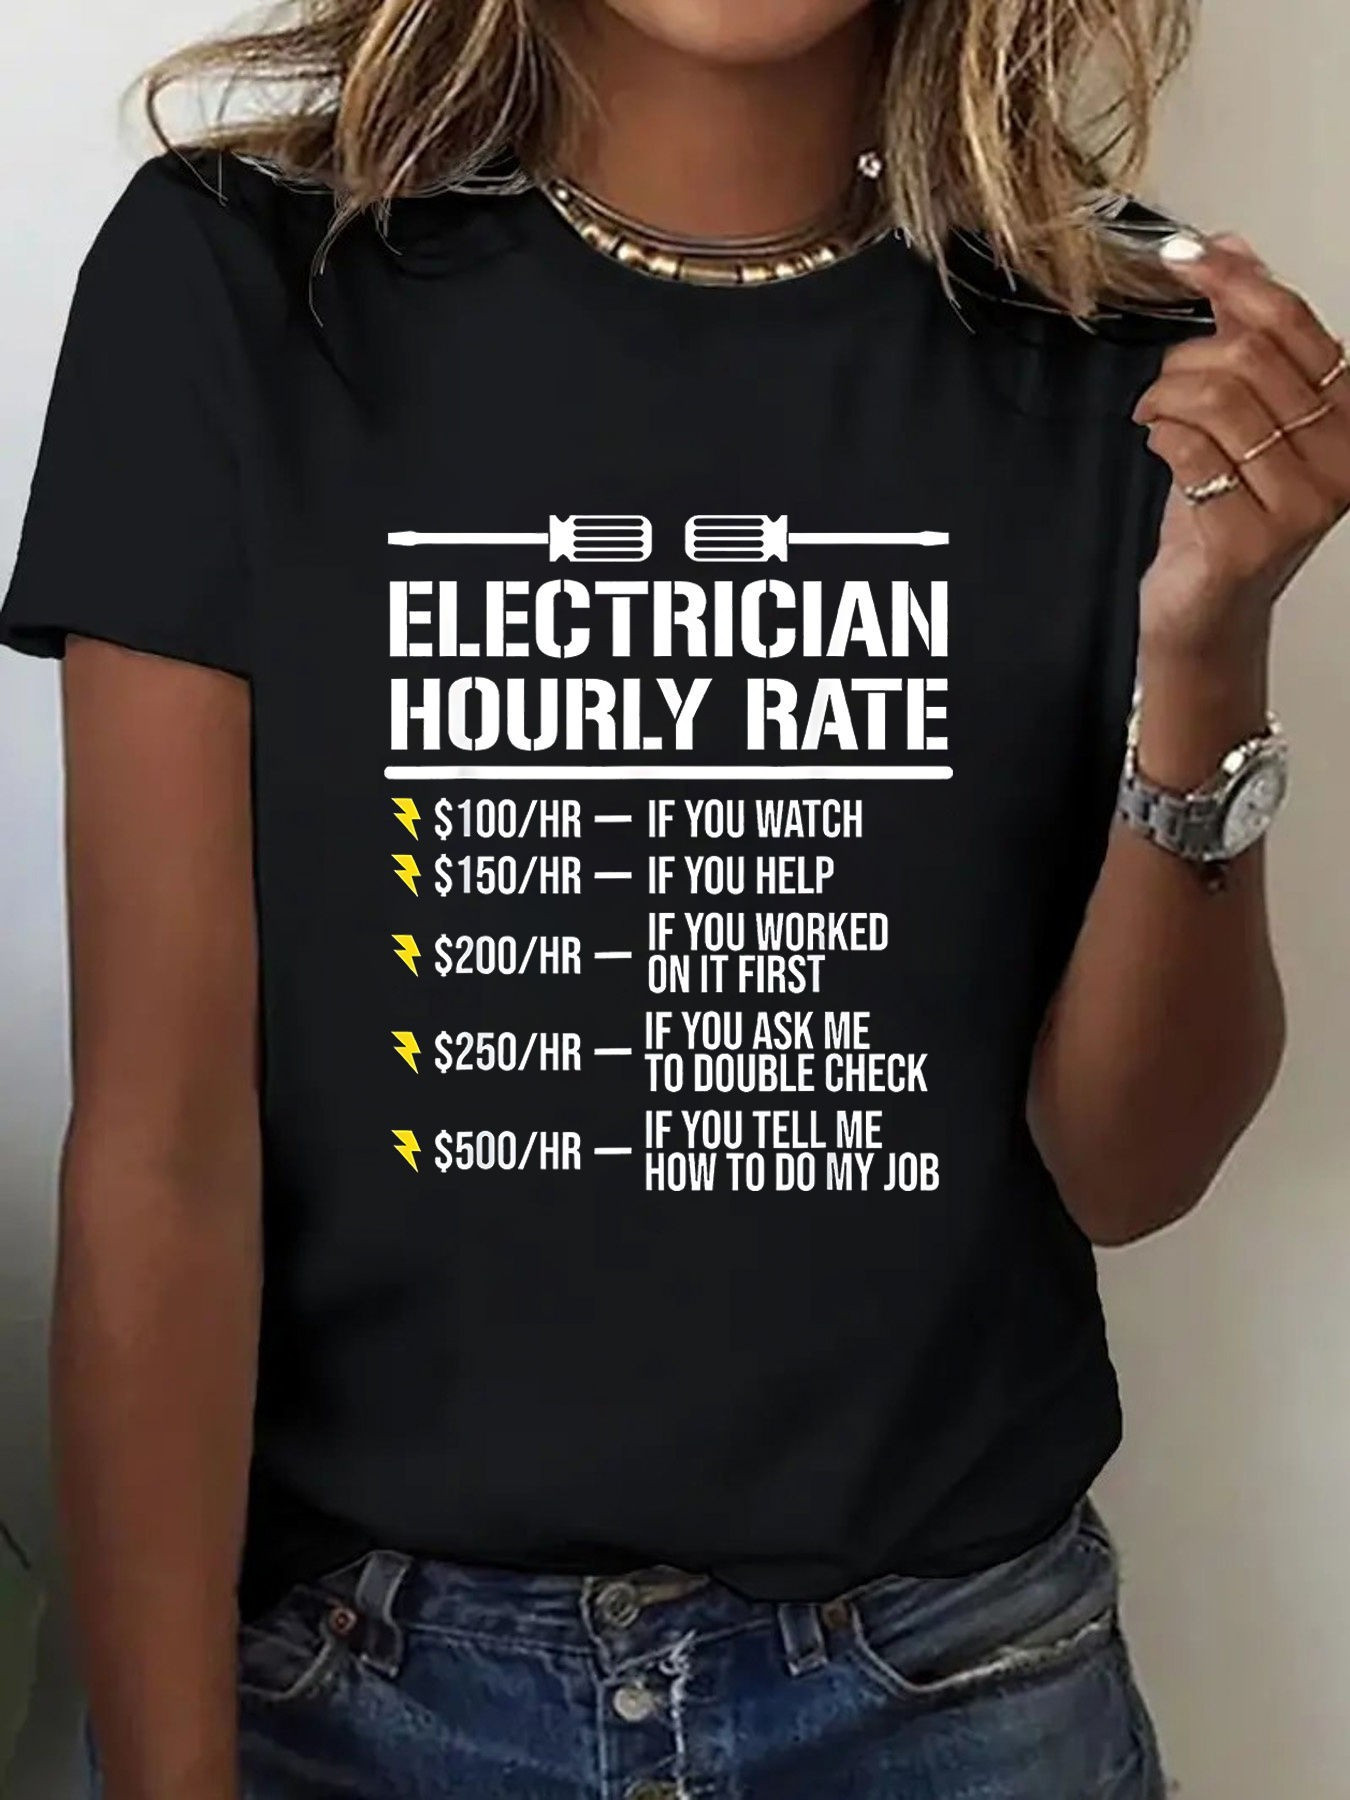 ELECTRICIAN
HOURLY RATE
$100/HR — IF YOU WATCH
$150/HR — IF YOU HELP
$200/HR — IF YOU WORKED
ON IT FIRST
$250/HR — IF YOU ASK ME
TO DOUBLE CHECK
$500/HR — IF YOU TELL ME
HOW TO DO MY JOB